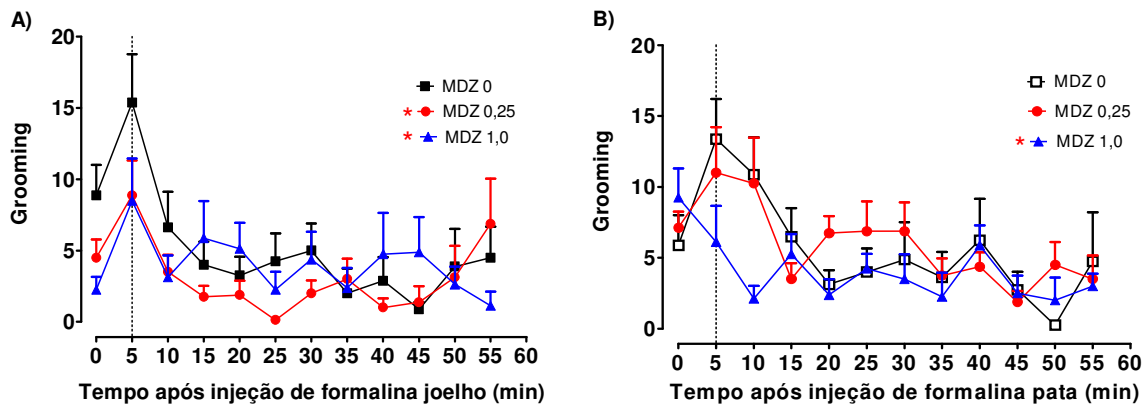 A)
Grooming
20
15
10
5
0
* MDZ 0
* MDZ 0,25
* MDZ 1,0
0 5 10 15 20 25 30 35 40 45 50 55 60
Tempo após injeção de formalina joelho (min)
B)
Grooming
20
15
10
5
0
MDZ 0
MDZ 0,25
* MDZ 1,0
0 5 10 15 20 25 30 35 40 45 50 55 60
Tempo após injeção de formalina pata (min)